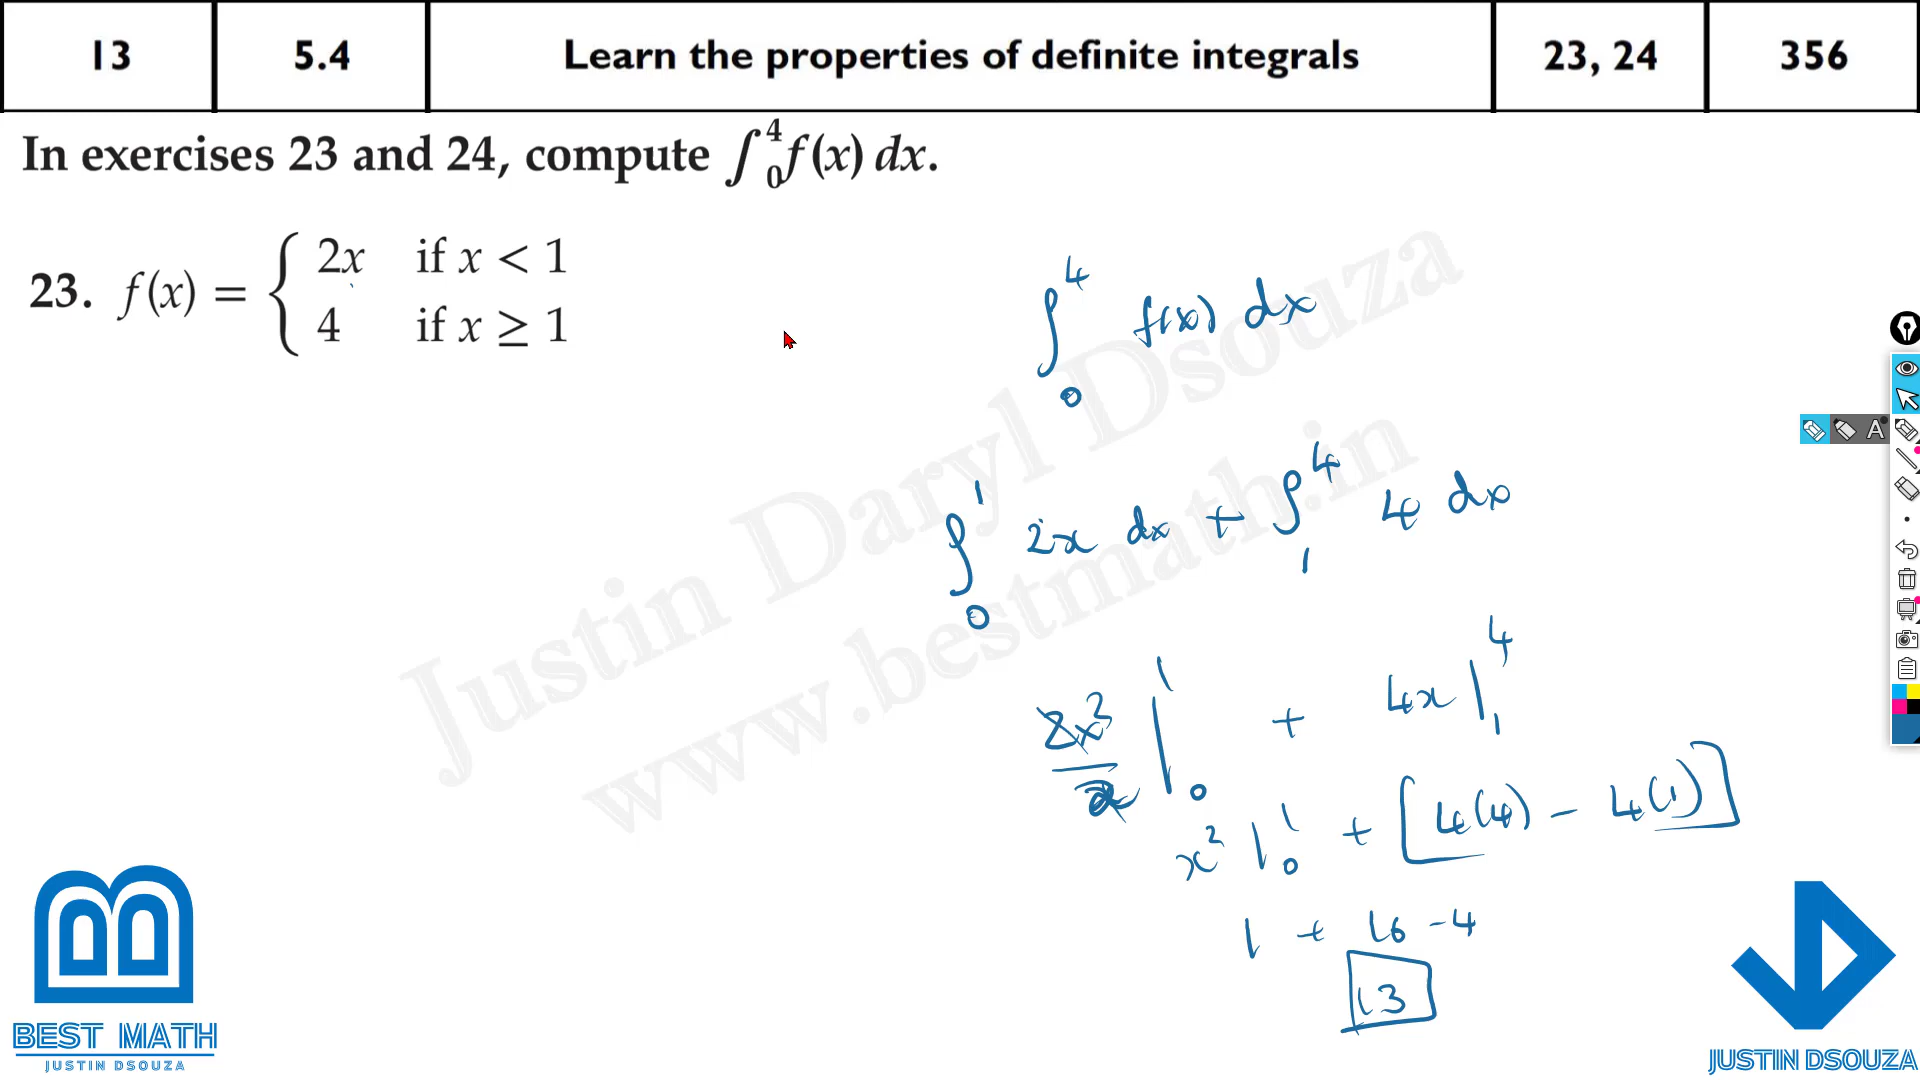 13 5.4 Learn the properties of definite integrals 23, 24 356
In exercises 23 and 24, compute ∫₀⁴ f(x) dx.
23. f(x) = { 2x if x < 1
4 if x ≥ 1
∫₀⁴ f(x) dx
∫₀¹ 2x dx + ∫₁⁴ 4 dx
2x²/2 |₀¹ + 4x |₁⁴
x² |₀¹ + [4(4) − 4(1)]
1 + 16 − 4
13
Justin Daryl Dsouza
www.bestmath.in
A
BEST MATH
JUSTIN DSOUZA
JUSTIN DSOUZA